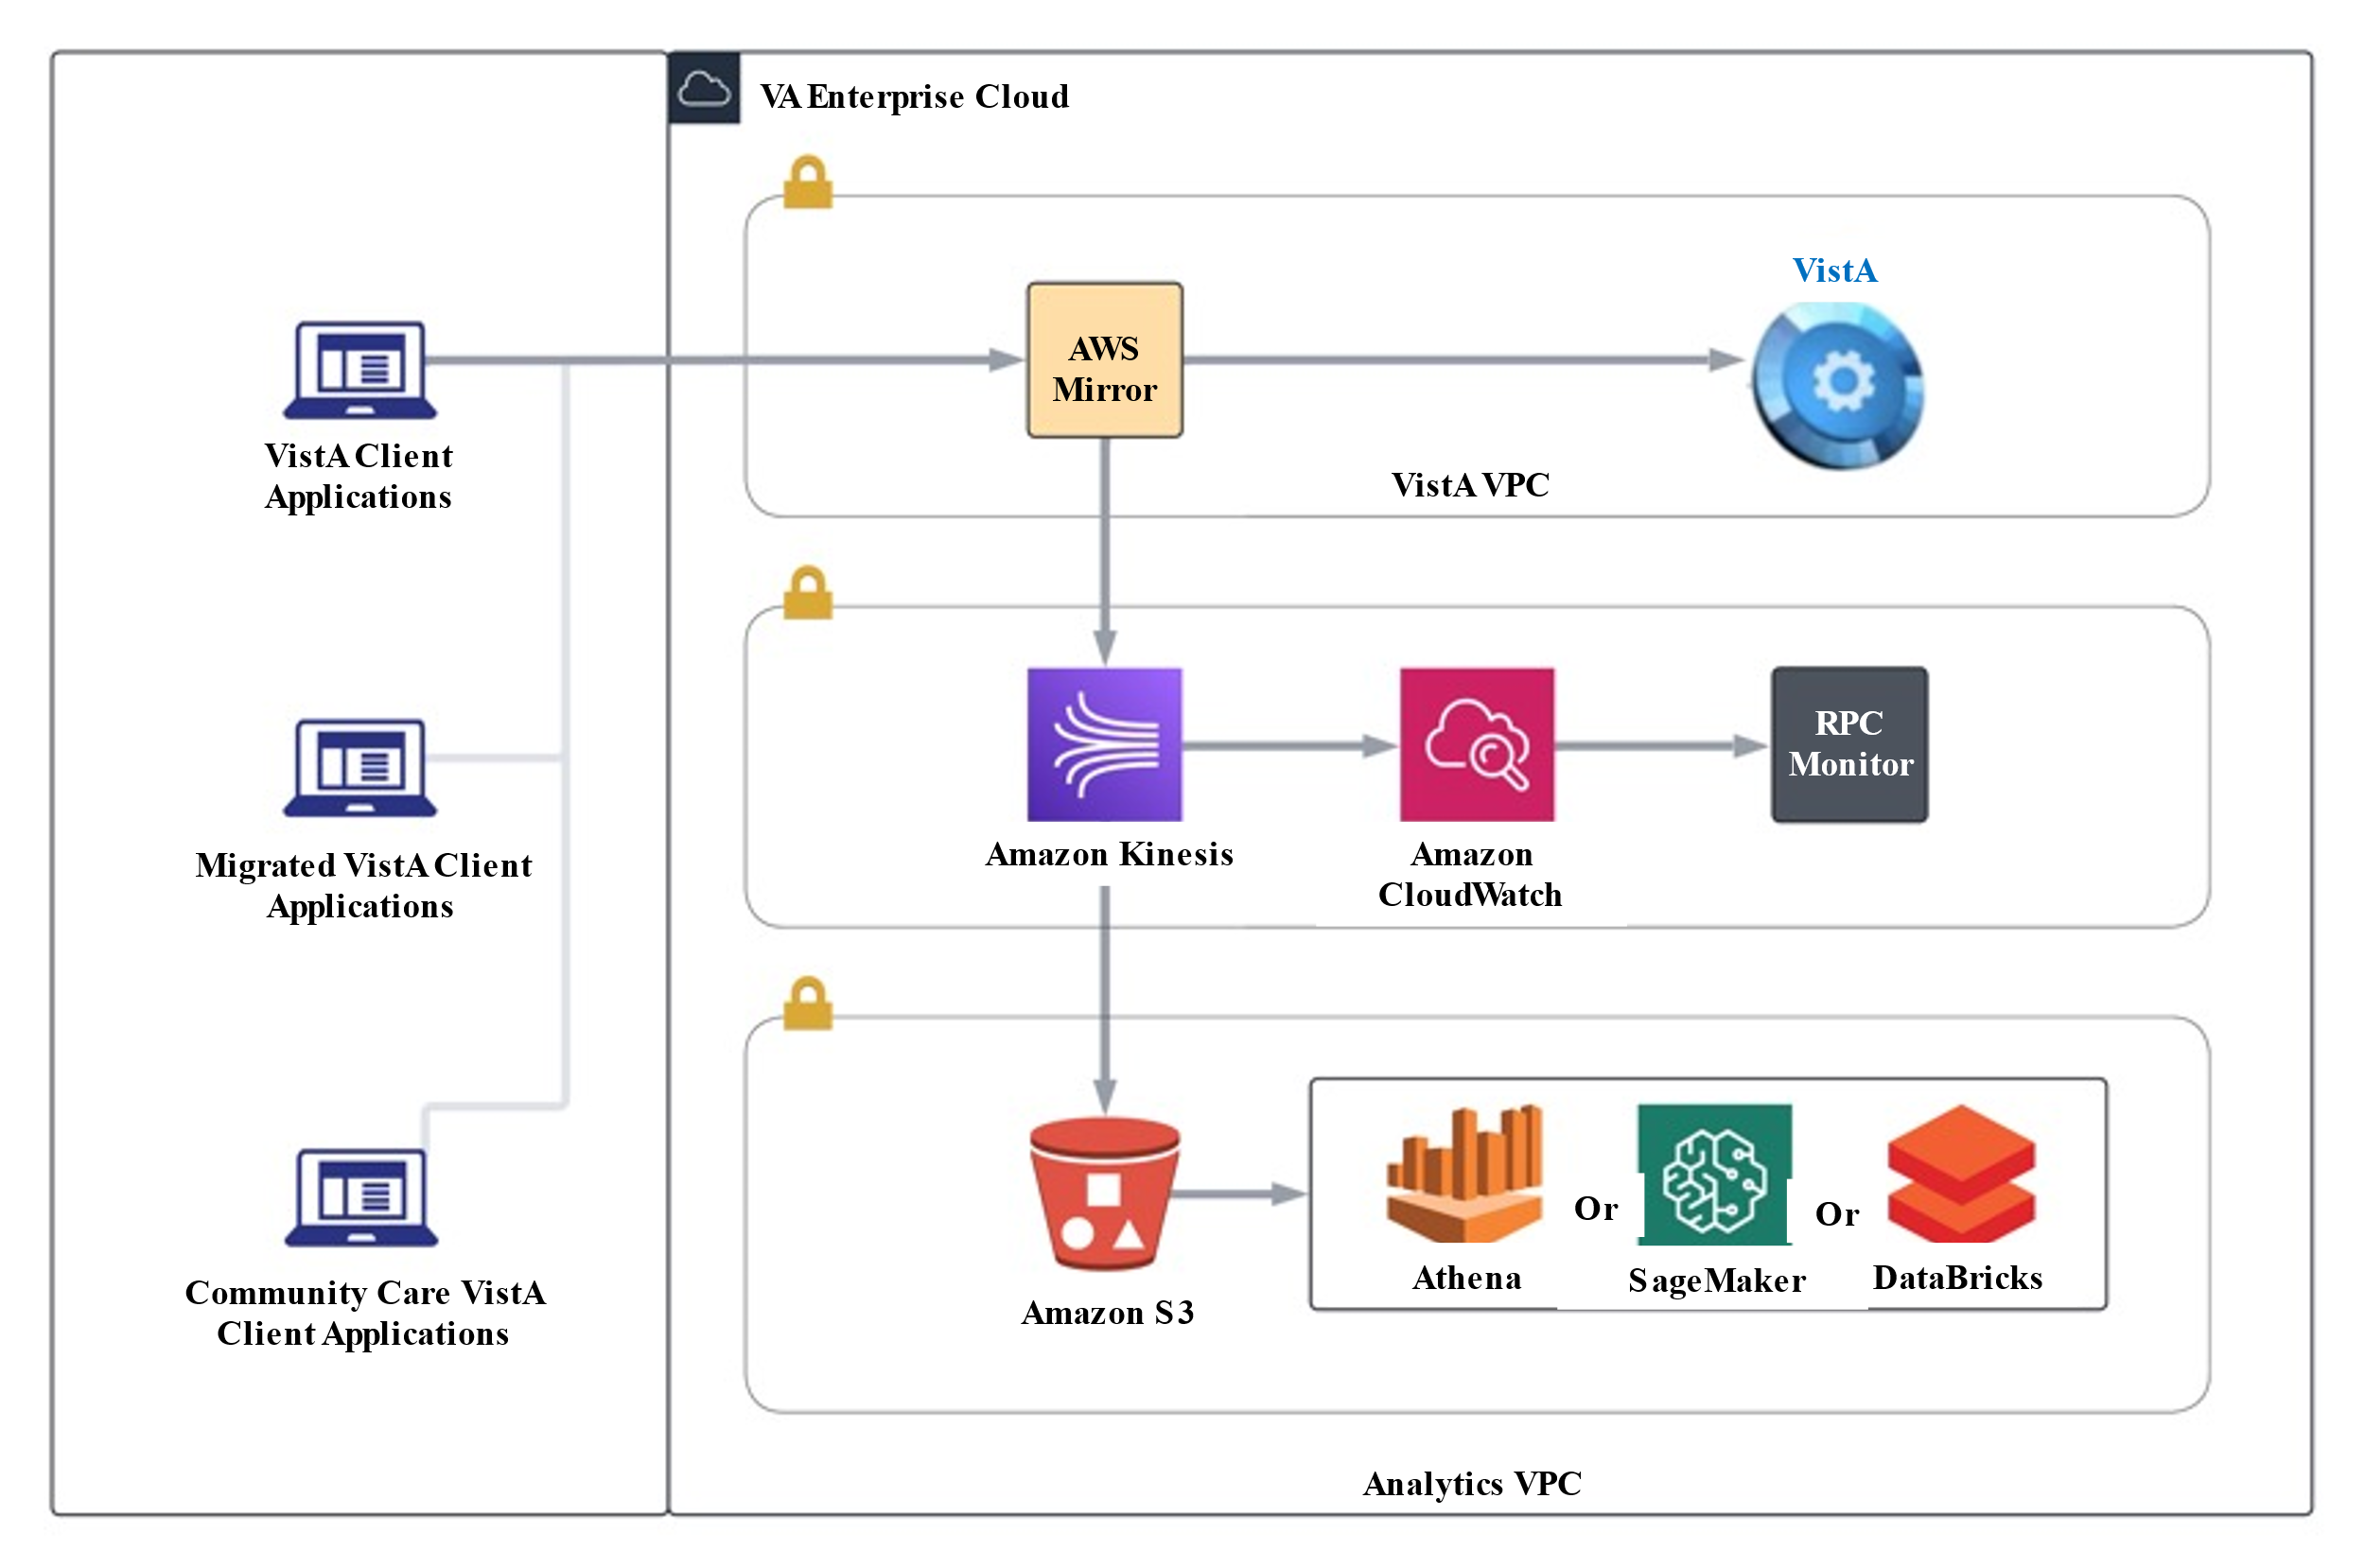 VA Enterprise Cloud
VistA
AWS
Mirror
VistA Client
Applications
VistA VPC
RPC
Monitor
Migrated VistA Client
Applications
Amazon Kinesis
Amazon
CloudWatch
Or
Or
Athena
SageMaker
DataBricks
Community Care VistA
Client Applications
Amazon S3
Analytics VPC